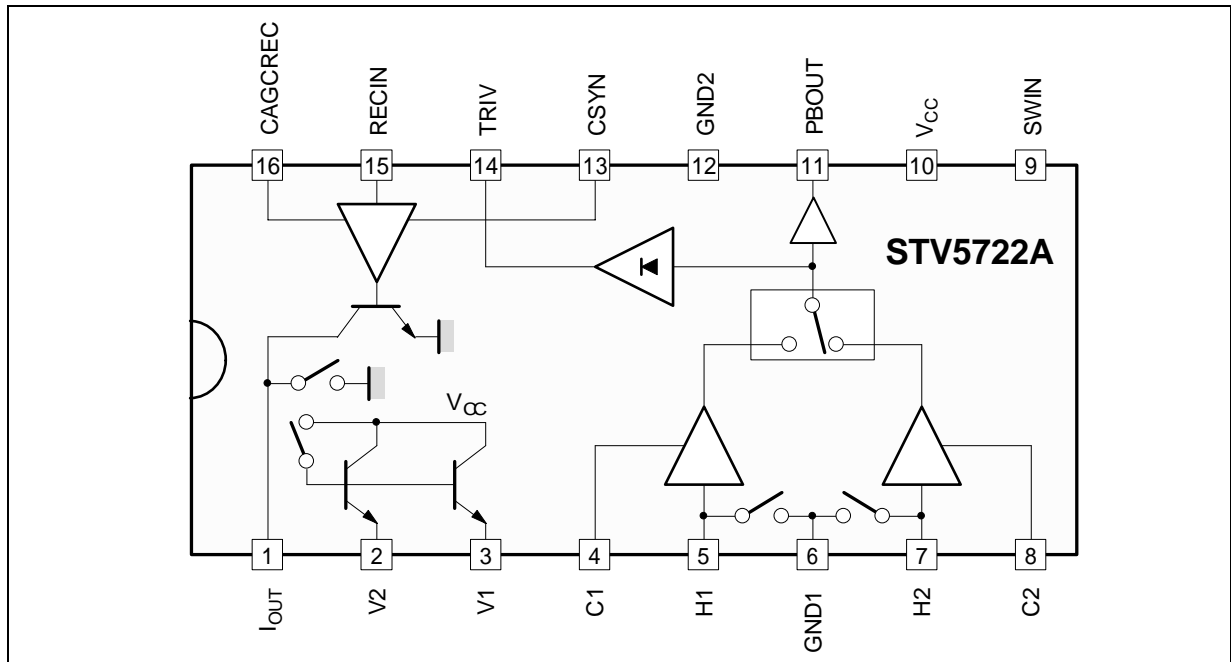 CAGCREC
RECIN
TRIV
CSYN
GND2
PBOUT
VCC
SWIN
16
15
14
13
12
11
10
9
STV5722A
VCC
1
2
3
4
5
6
7
8
IOUT
V2
V1
C1
H1
GND1
H2
C2